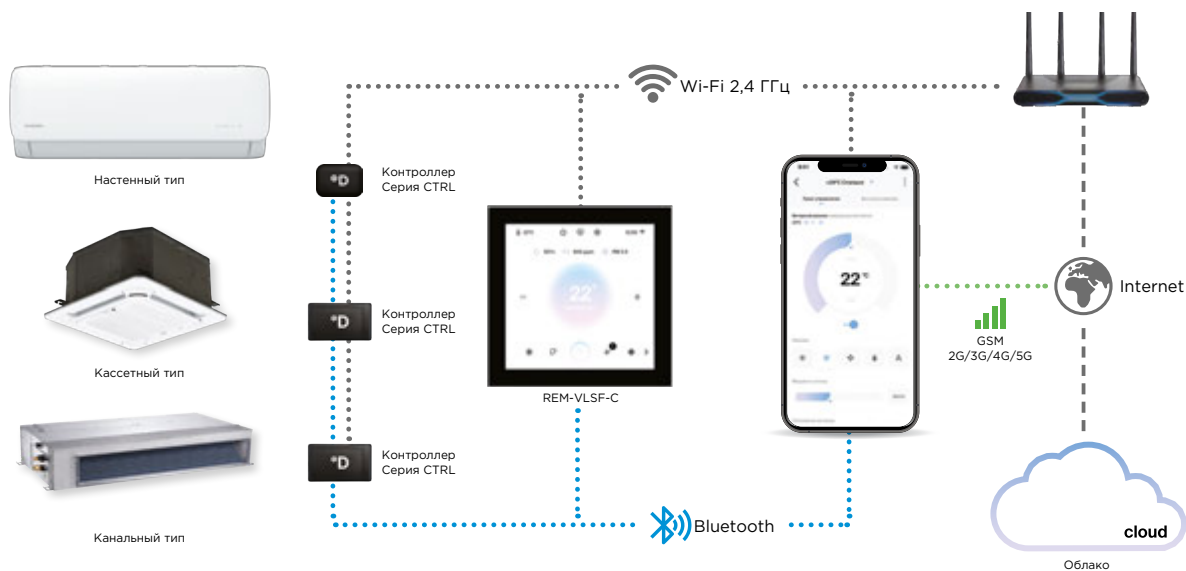 Wi-Fi 2,4 ГГц
Настенный тип
°D
Контроллер
Серия CTRL
Кассетный тип
°D
Контроллер
Серия CTRL
22°
REM-VLSF-C
22°C
GSM
2G/3G/4G/5G
Internet
°D
Контроллер
Серия CTRL
Канальный тип
Bluetooth
cloud
Облако